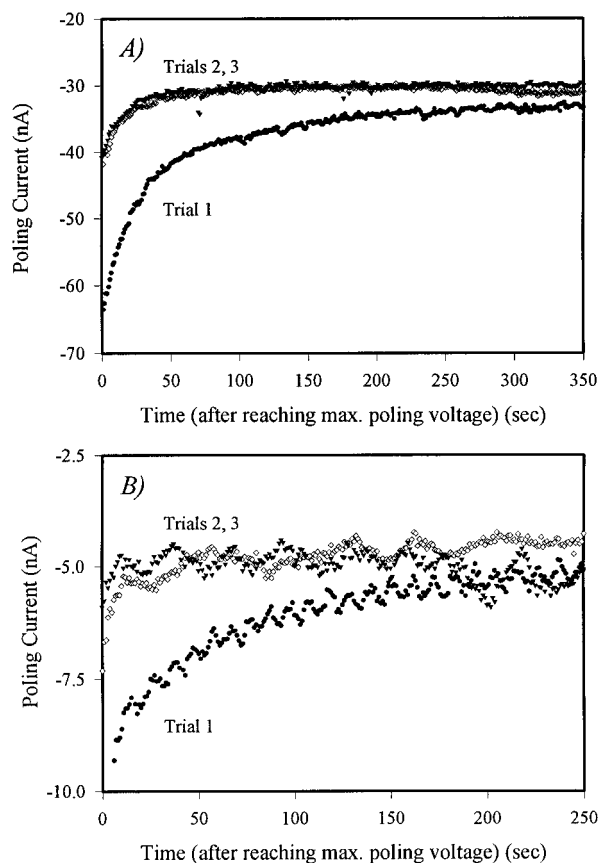 A)
-20
-30
-40
-50
-60
-70
Poling Current (nA)
Trials 2, 3
Trial 1
0 50 100 150 200 250 300 350
Time (after reaching max. poling voltage) (sec)
B)
-2.5
-5.0
-7.5
-10.0
Poling Current (nA)
Trials 2, 3
Trial 1
0 50 100 150 200 250
Time (after reaching max. poling voltage) (sec)